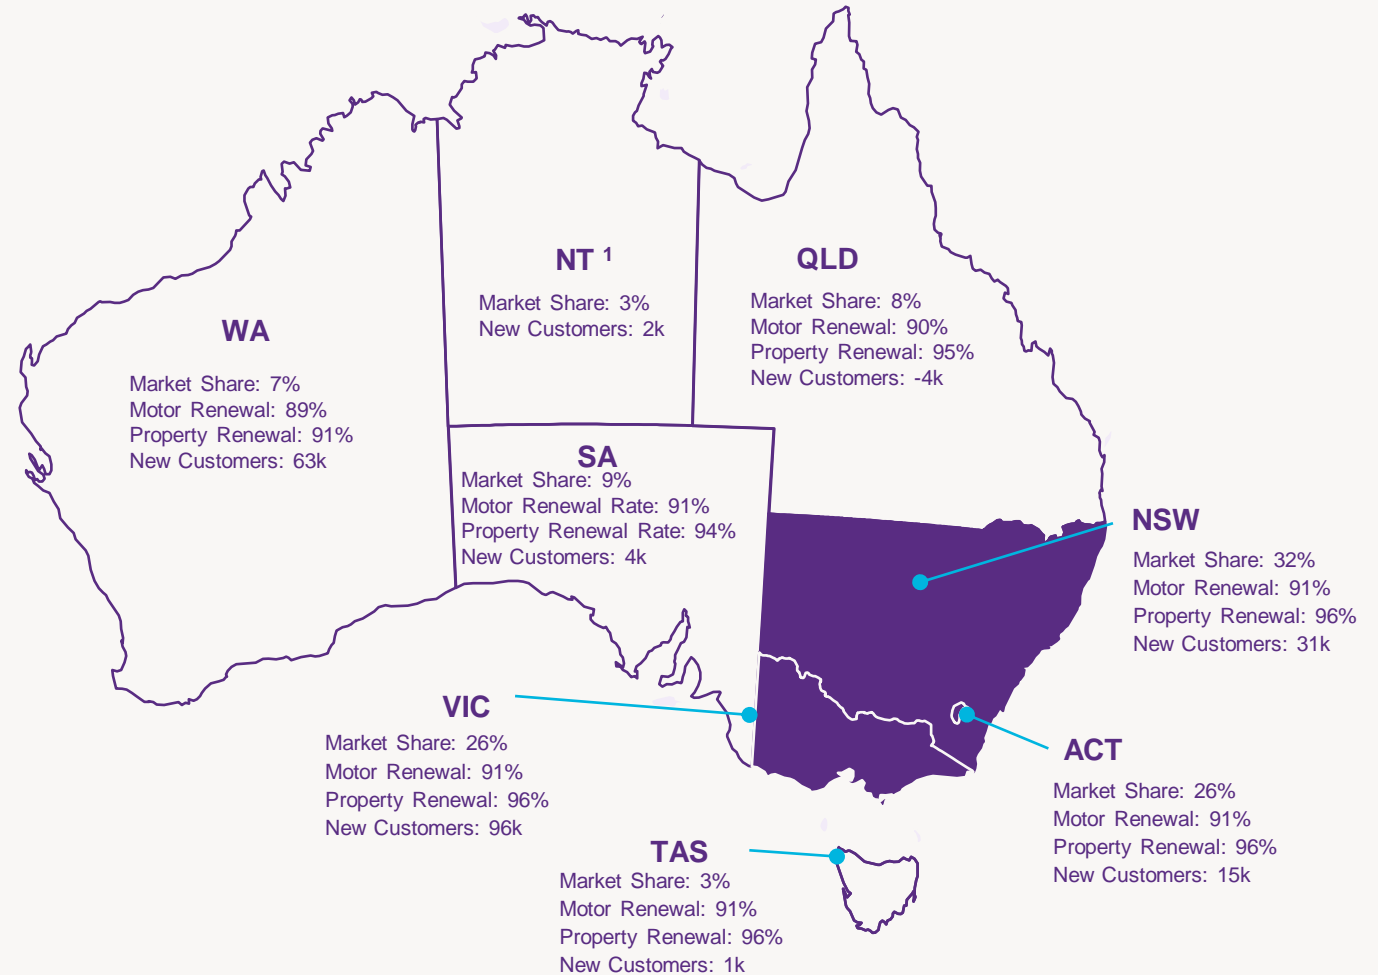 NT ¹
Market Share: 3%
New Customers: 2k
QLD
Market Share: 8%
Motor Renewal: 90%
Property Renewal: 95%
New Customers: -4k
WA
Market Share: 7%
Motor Renewal: 89%
Property Renewal: 91%
New Customers: 63k
SA
Market Share: 9%
Motor Renewal Rate: 91%
Property Renewal Rate: 94%
New Customers: 4k
NSW
Market Share: 32%
Motor Renewal: 91%
Property Renewal: 96%
New Customers: 31k
VIC
Market Share: 26%
Motor Renewal: 91%
Property Renewal: 96%
New Customers: 96k
ACT
Market Share: 26%
Motor Renewal: 91%
Property Renewal: 96%
New Customers: 15k
TAS
Market Share: 3%
Motor Renewal: 91%
Property Renewal: 96%
New Customers: 1k